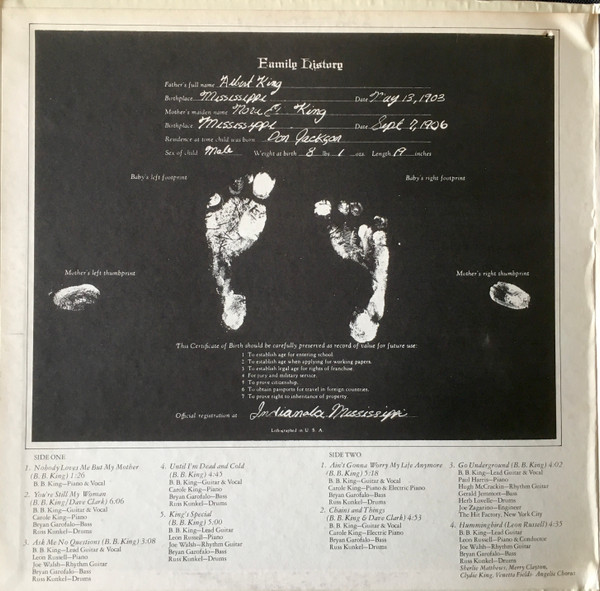 Family History
Father's full name Albert King
Birthplace Mississippi Date May 13, 1903
Mother's maiden name Nora E. King
Birthplace Mississippi Date Sept 7, 1906
Residence at time child was born Don Jackson
Sex of child Male Weight at birth 8 lbs 1 ozs Length 19 inches
Baby's left footprint
Baby's right footprint
Mother's left thumbprint
Mother's right thumbprint
This Certificate of Birth should be carefully preserved as record of value for future use:
1 To establish age for entering school.
2 To establish age when applying for working papers.
3 To establish legal age for rights of franchise.
4 For jury and military service.
5 To prove citizenship.
6 To obtain passports for travel in foreign countries.
7 To prove right to inheritance of property.
Official registration at Indianola Mississippi
Lithographed in U. S. A.
SIDE ONE
1. Nobody Loves Me But My Mother
(B. B. King) 1:26
B. B. King—Piano & Vocal
2. You're Still My Woman
(B. B. King/Dave Clark) 6.06
B. B. King—Guitar & Vocal
Carole King—Piano
Bryan Garofalo—Bass
Russ Kunkel—Drums
3. Ask Me No Questions (B. B. King) 3.08
B. B. King—Lead Guitar & Vocal
Leon Russell—Piano
Joe Walsh—Rhythm Guitar
Bryan Garofalo—Bass
Russ Kunkel—Drums
4. Until I'm Dead and Cold
(B. B. King) 4:45
B. B. King—Guitar & Vocal
Carole King—Piano
Bryan Garofalo—Bass
Russ Kunkel—Drums
5. King's Special
(B. B. King) 5.00
B. B. King—Lead Guitar
Leon Russell—Piano
Joe Walsh—Rhythm Guitar
Bryan Garofalo—Bass
Russ Kunkel—Drums
SIDE TWO
1. Ain't Gonna Worry My Life Anymore
(B. B. King) 5:18
B. B. King—Guitar & Vocal
Carole King—Piano & Electric Piano
Bryan Garofalo—Bass
Russ Kunkel—Drums
2. Chains and Things
(B. B. King & Dave Clark) 4:53
B. B. King—Guitar & Vocal
Carole King—Electric Piano
Bryan Garofalo—Bass
Russ Kunkel—Drums
3. Go Underground (B. B. King) 4:02
B. B. King—Lead Guitar & Vocal
Paul Harris—Piano
Hugh McCrackin—Rhythm Guitar
Gerald Jemmott—Bass
Herb Lovelle—Drums
Joe Zagarino—Engineer
The Hit Factory, New York City
4. Hummingbird (Leon Russell) 4:35
B. B. King—Lead Guitar
Leon Russell—Piano & Conductor
Joe Walsh—Rhythm Guitar
Bryan Garofalo—Bass
Russ Kunkel—Drums
Sherlie Matthews, Merry Clayton,
Clydie King, Venetta Fields—Angelic Chorus